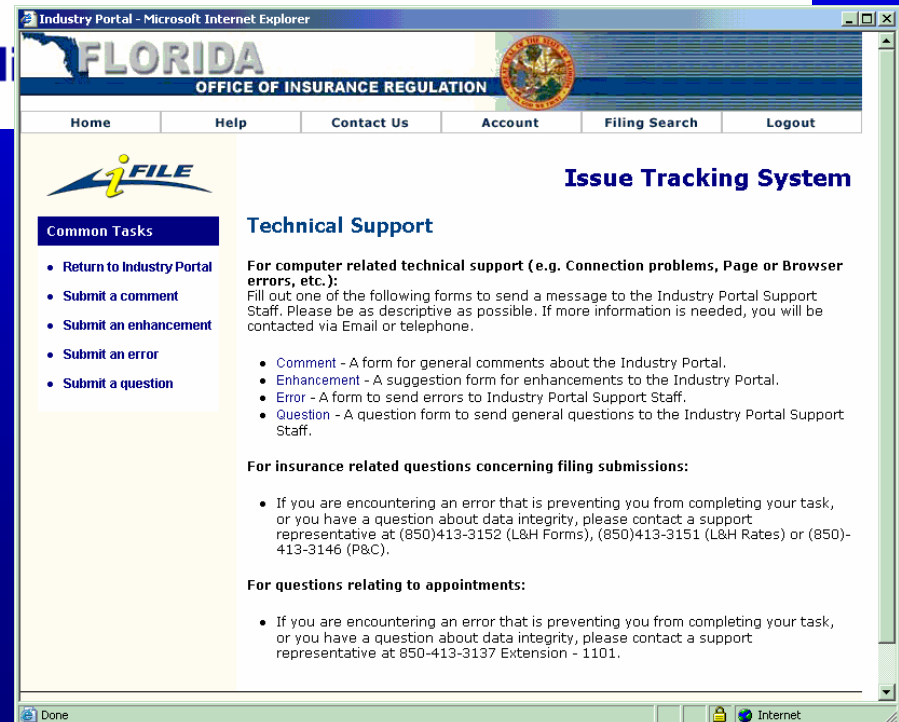 Industry Portal - Microsoft Internet Explorer
FLORIDA
OFFICE OF INSURANCE REGULATION
Home Help Contact Us Account Filing Search Logout
iFILE
Issue Tracking System
Common Tasks
• Return to Industry Portal
• Submit a comment
• Submit an enhancement
• Submit an error
• Submit a question
Technical Support
For computer related technical support (e.g. Connection problems, Page or Browser
errors, etc.):
Fill out one of the following forms to send a message to the Industry Portal Support
Staff. Please be as descriptive as possible. If more information is needed, you will be
contacted via Email or telephone.
• Comment - A form for general comments about the Industry Portal.
• Enhancement - A suggestion form for enhancements to the Industry Portal.
• Error - A form to send errors to Industry Portal Support Staff.
• Question - A question form to send general questions to the Industry Portal Support
Staff.
For insurance related questions concerning filing submissions:
• If you are encountering an error that is preventing you from completing your task,
or you have a question about data integrity, please contact a support
representative at (850)413-3152 (L&H Forms), (850)413-3151 (L&H Rates) or (850)-
413-3146 (P&C).
For questions relating to appointments:
• If you are encountering an error that is preventing you from completing your task,
or you have a question about data integrity, please contact a support
representative at 850-413-3137 Extension - 1101.
Done Internet